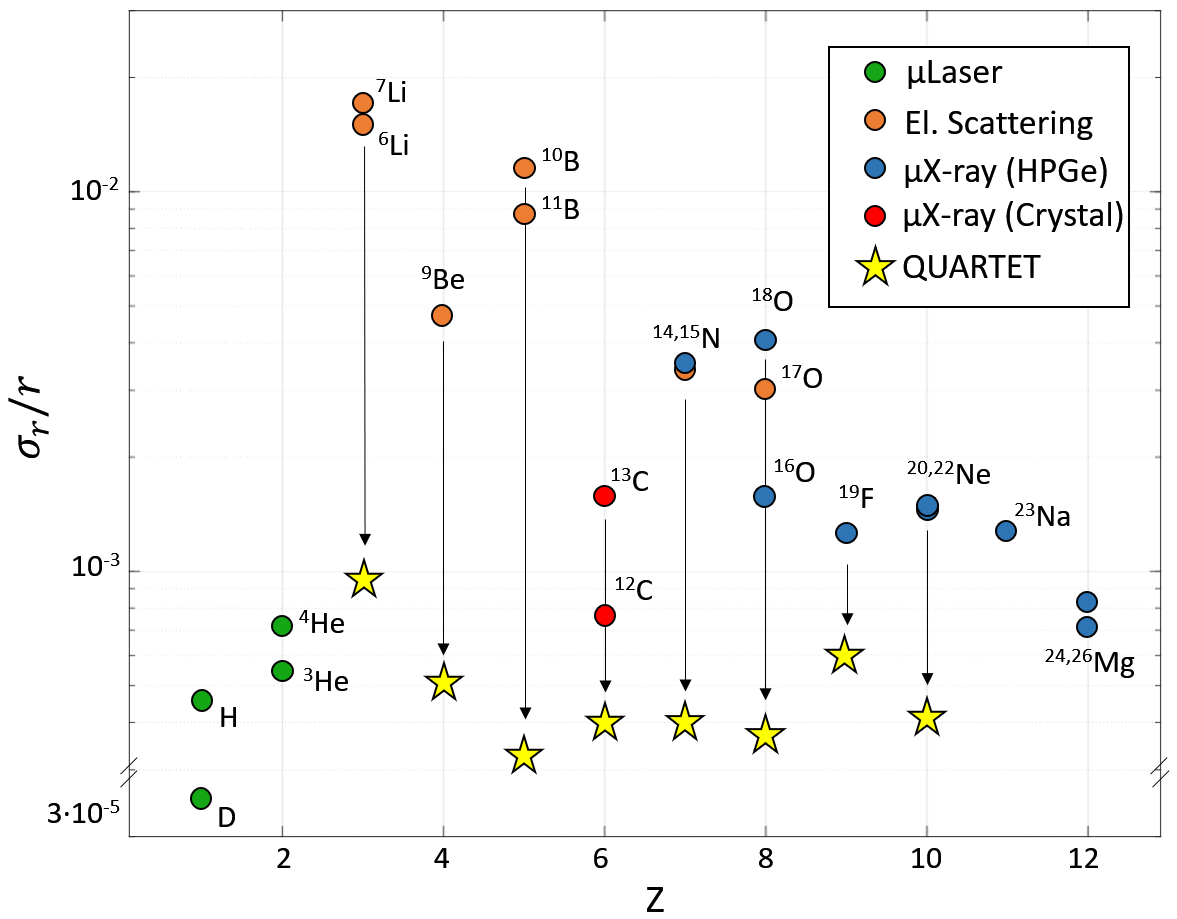 ⁷Li
⁶Li
¹⁰B
¹¹B
⁹Be
¹⁸O
¹⁴,¹⁵N
¹⁷O
¹⁶O
¹³C
¹⁹F
²⁰,²²Ne
²³Na
¹²C
⁴He
³He
²⁴,²⁶Mg
H
D
μLaser
El. Scattering
μX-ray (HPGe)
μX-ray (Crystal)
QUARTET
10⁻²
10⁻³
3·10⁻⁵
σᵣ/r
2 4 6 8 10 12
Z